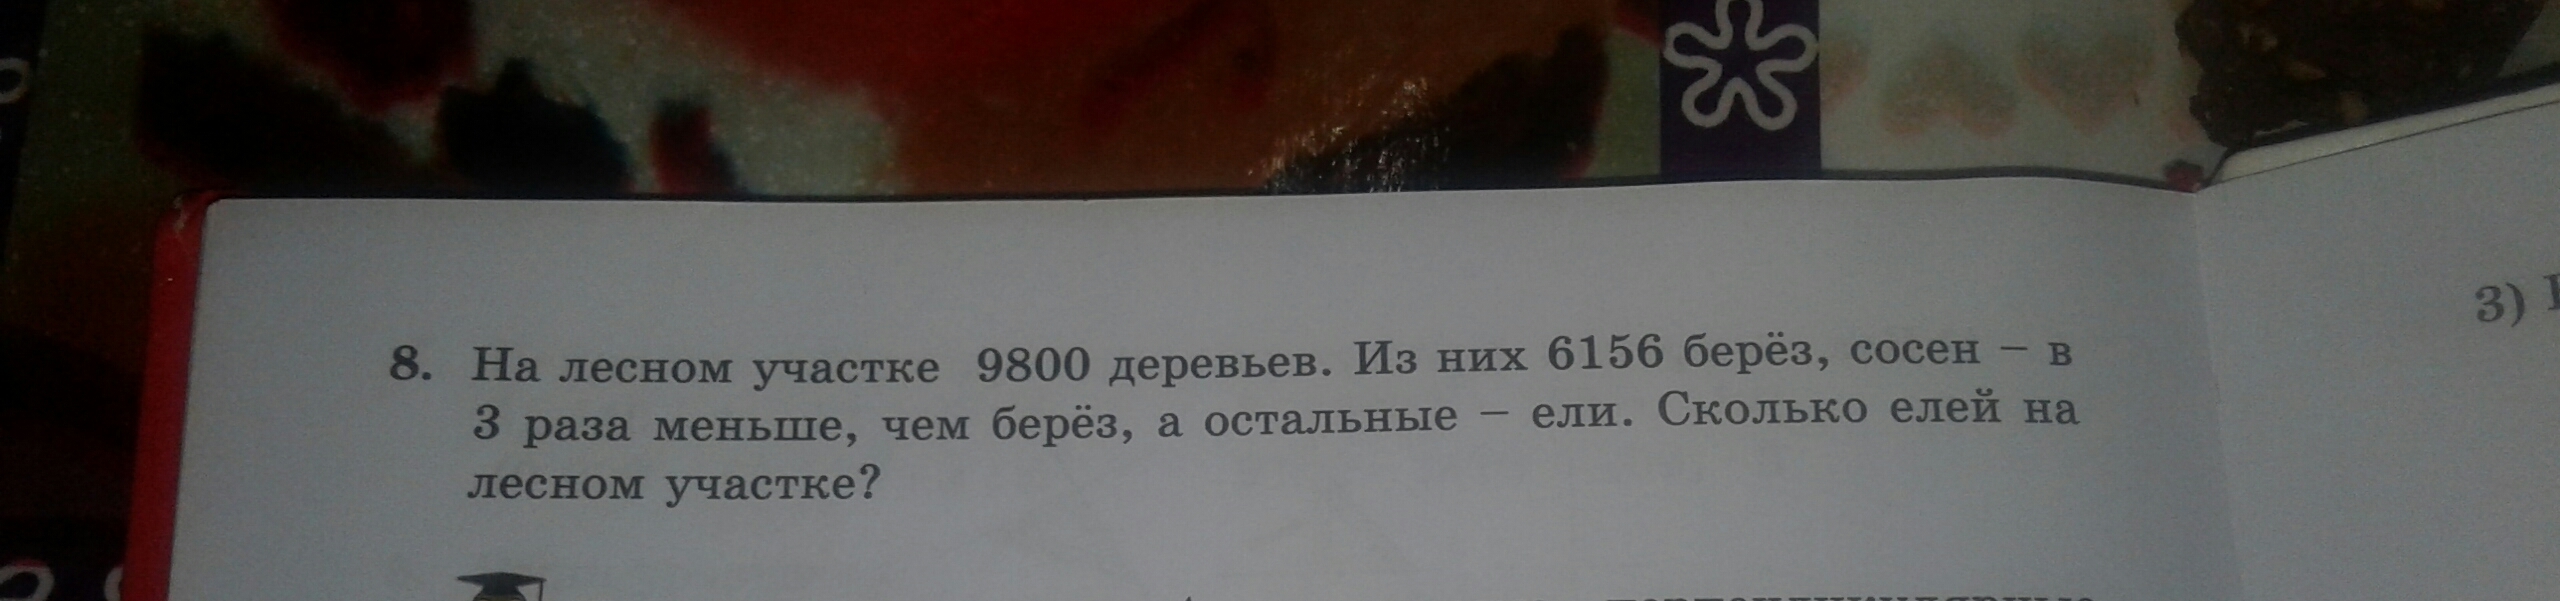 8. На лесном участке 9800 деревьев. Из них 6156 берёз, сосен – в
3 раза меньше, чем берёз, а остальные – ели. Сколько елей на
лесном участке?
3)